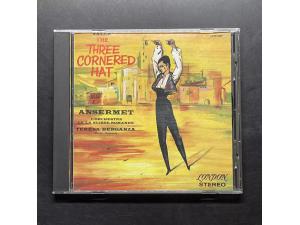 THE
THREE
CORNERED
HAT
ANSERMET
L'ORCHESTRE
DE LA SUISSE ROMANDE
TERESA BERGANZA
LONDON
STEREO